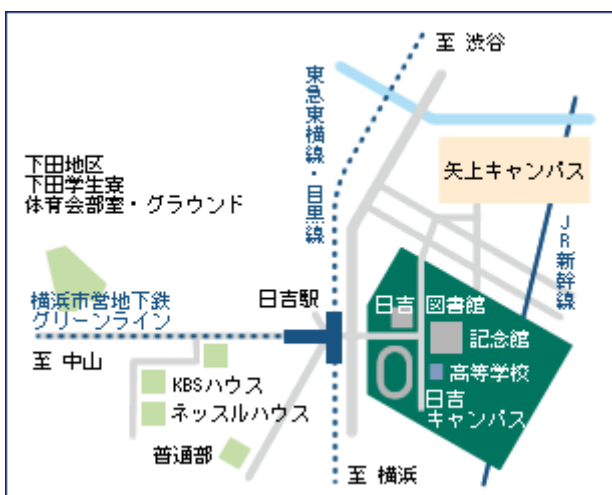 至 渋谷
東急東横線・目黒線
矢上キャンパス
下田地区
下田学生寮
体育会部室・グラウンド
JR新幹線
横浜市営地下鉄
グリーンライン
日吉駅
日吉 図書館
記念館
至 中山
高等学校
KBSハウス
日吉
キャンパス
ネッスルハウス
普通部
至 横浜